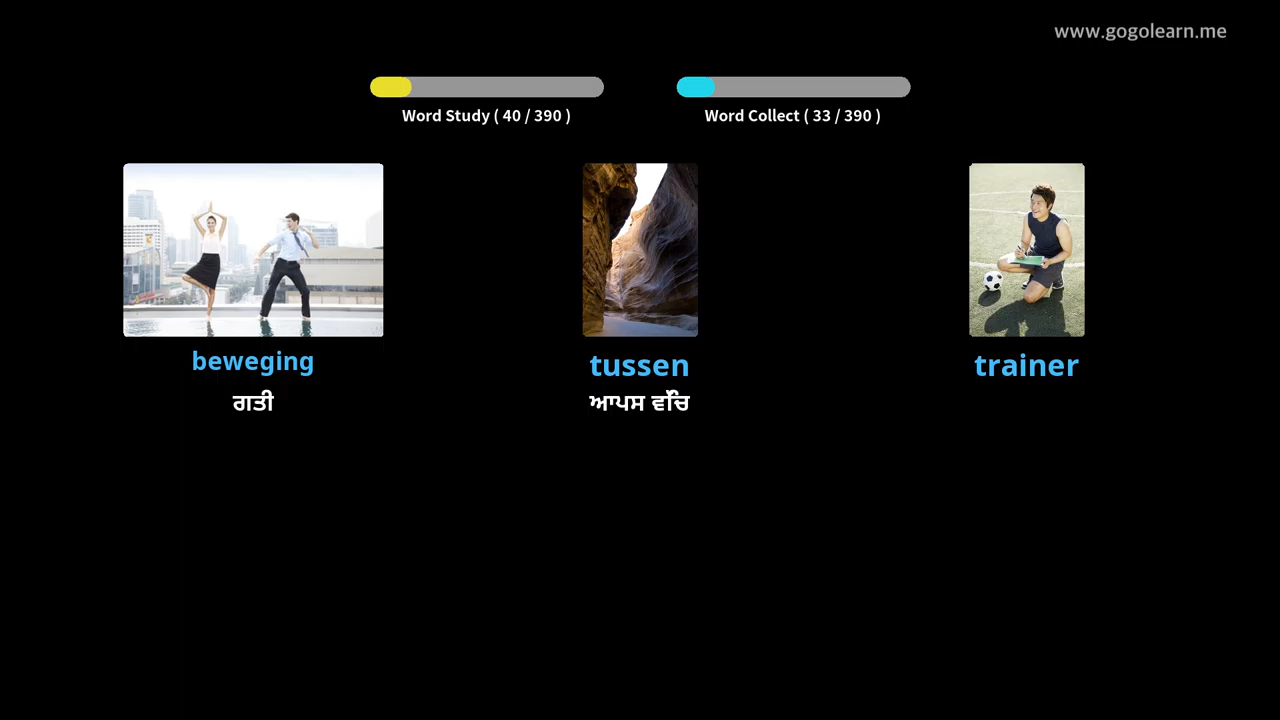 www.gogolearn.me
Word Study ( 40 / 390 )
Word Collect ( 33 / 390 )
beweging
tussen
trainer
ਗਤੀ
ਆਪਸ ਵਿੱਚ